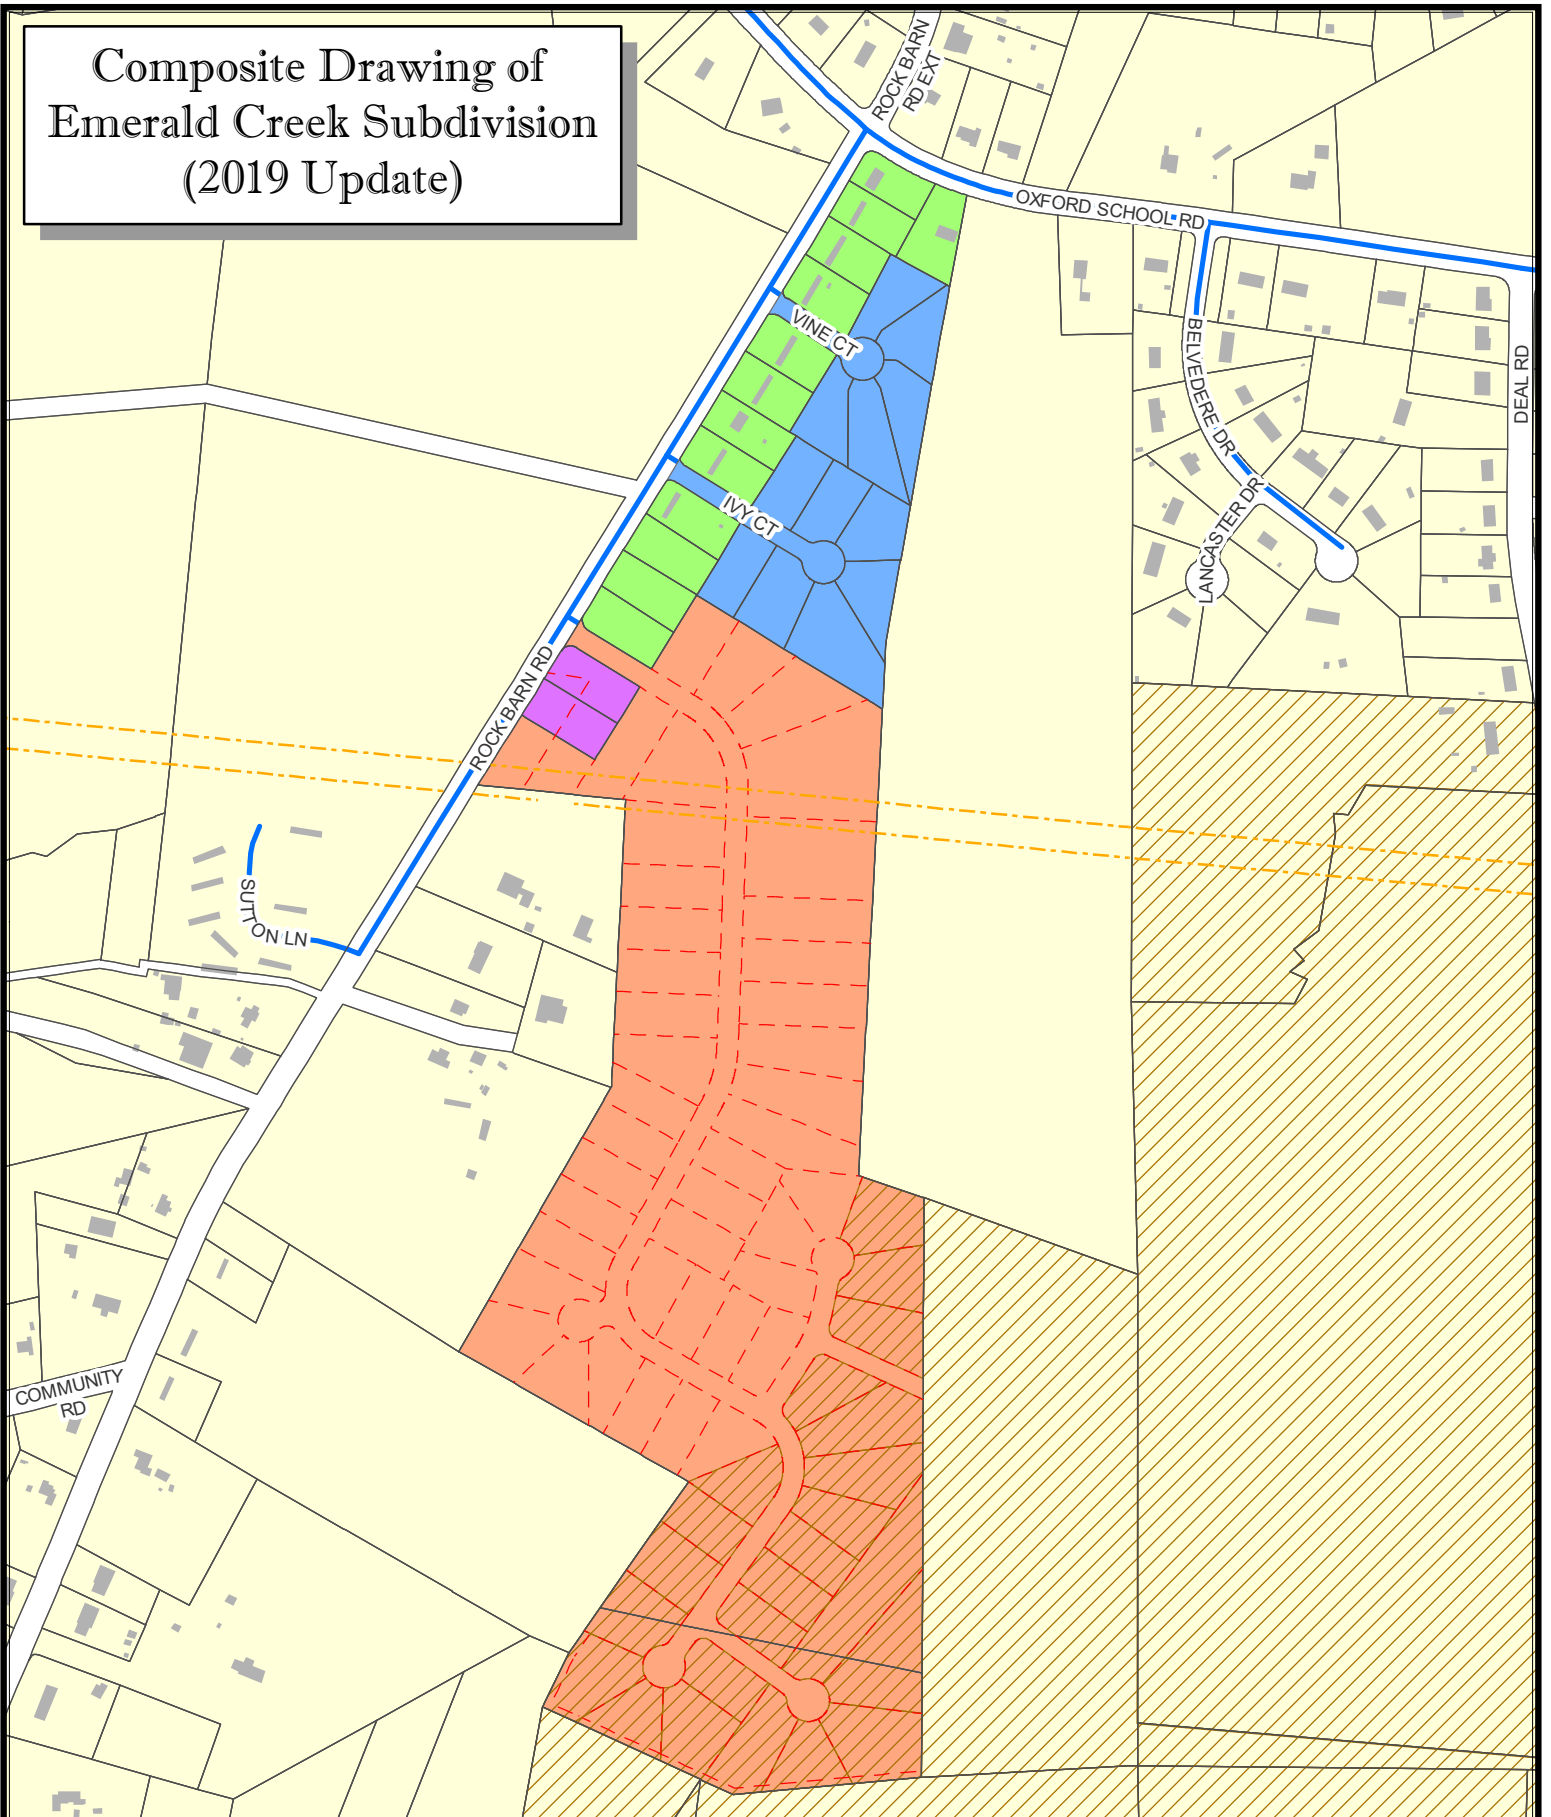 Composite Drawing of
Emerald Creek Subdivision
(2019 Update)
ROCK BARN
RD EXT
OXFORD SCHOOL RD
VINE CT
BELVEDERE DR
DEAL RD
IVY CT
LANCASTER DR
ROCK BARN RD
SUTTON LN
COMMUNITY
RD